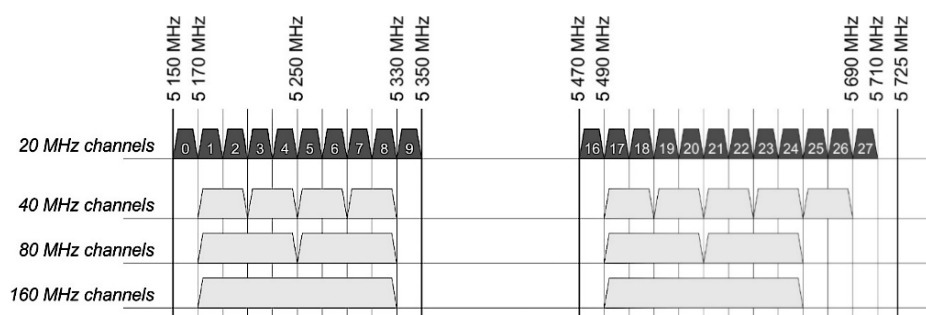 5 150 MHz
5 170 MHz
5 250 MHz
5 330 MHz
5 350 MHz
5 470 MHz
5 490 MHz
5 690 MHz
5 710 MHz
5 725 MHz
20 MHz channels
0 1 2 3 4 5 6 7 8 9 16 17 18 19 20 21 22 23 24 25 26 27
40 MHz channels
80 MHz channels
160 MHz channels